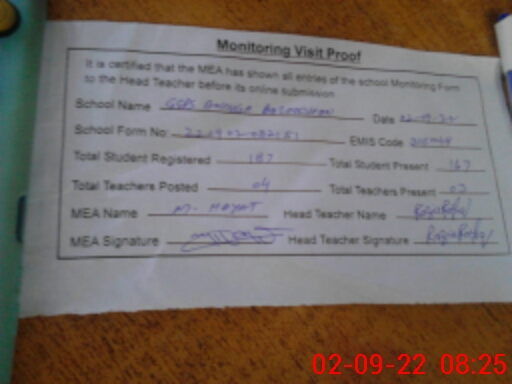 Monitoring Visit Proof
It is certified that the MEA has shown all entries of the school Monitoring Form
to the Head Teacher before its online submission.
School Name GGPS Date
School Form No: EMIS Code
Total Student Registered 187 Total Student Present 167
Total Teachers Posted 04 Total Teachers Present 02
MEA Name M. HAYAT Head Teacher Name
MEA Signature Head Teacher Signature
02-09-22 08:25